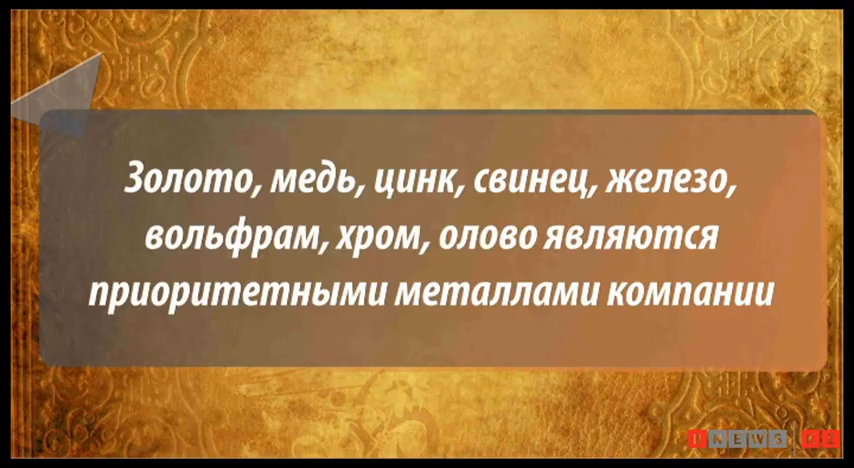 Золото, медь, цинк, свинец, железо,
вольфрам, хром, олово являются
приоритетными металлами компании